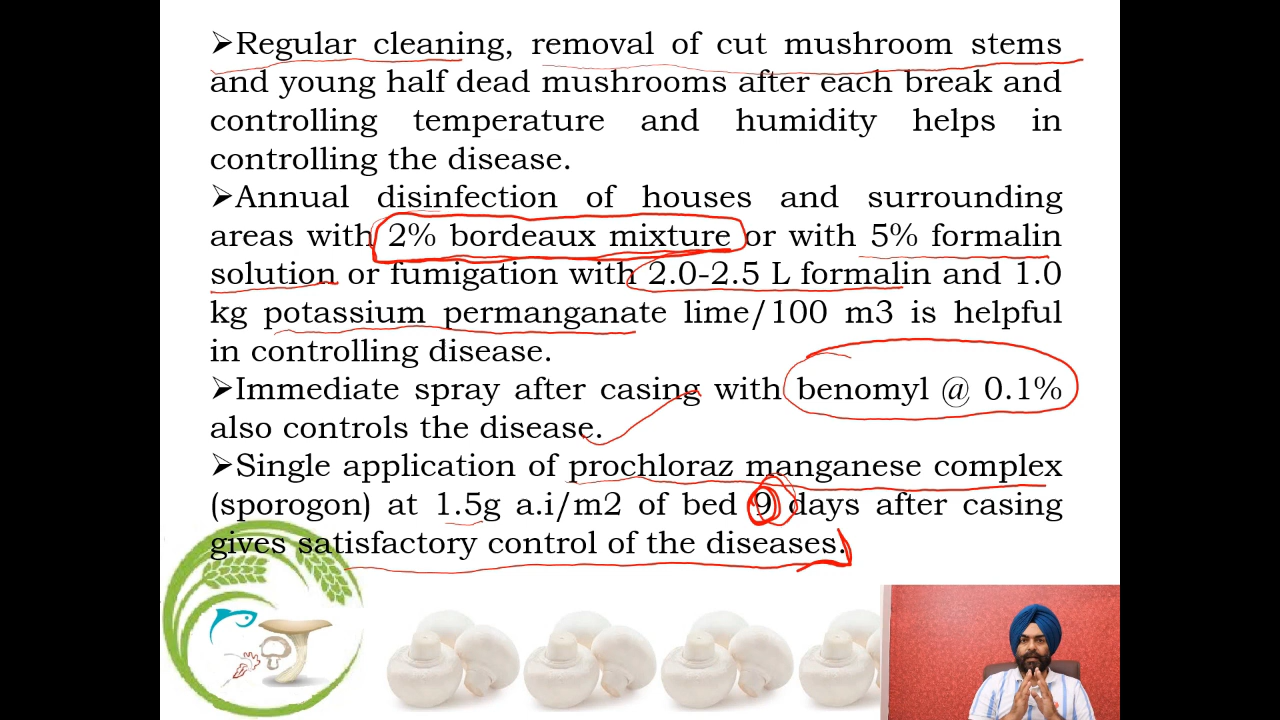 ➢Regular cleaning, removal of cut mushroom stems
and young half dead mushrooms after each break and
controlling temperature and humidity helps in
controlling the disease.
➢Annual disinfection of houses and surrounding
areas with 2% bordeaux mixture or with 5% formalin
solution or fumigation with 2.0-2.5 L formalin and 1.0
kg potassium permanganate lime/100 m3 is helpful
in controlling disease.
➢Immediate spray after casing with benomyl @ 0.1%
also controls the disease.
➢Single application of prochloraz manganese complex
(sporogon) at 1.5g a.i/m2 of bed 9 days after casing
gives satisfactory control of the diseases.